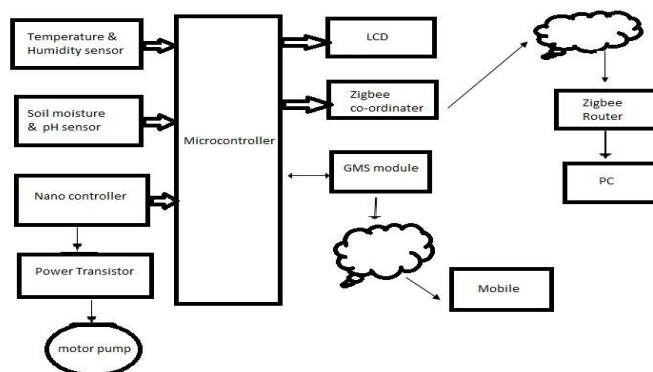 Temperature &
Humidity sensor
LCD
Zigbee
co-ordinater
Zigbee
Router
Soil moisture
& pH sensor
Microcontroller
GMS module
PC
Nano controller
Power Transistor
Mobile
motor pump